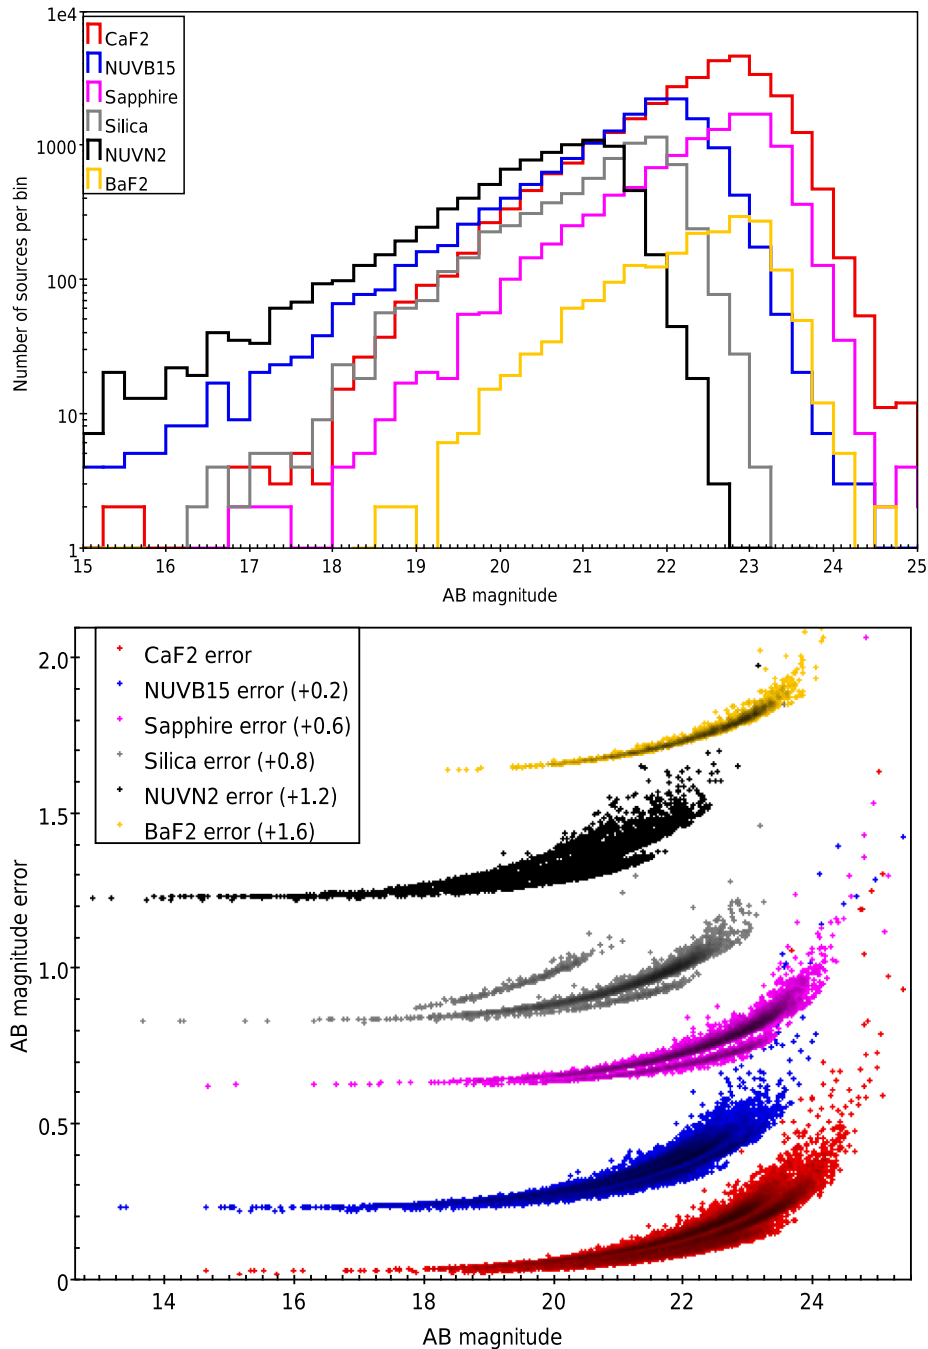 1e4
CaF2
NUVB15
Sapphire
Silica
NUVN2
BaF2
1000
100
10
1
Number of sources per bin
15 16 17 18 19 20 21 22 23 24 25
AB magnitude
2.0
1.5
1.0
0.5
0
CaF2 error
NUVB15 error (+0.2)
Sapphire error (+0.6)
Silica error (+0.8)
NUVN2 error (+1.2)
BaF2 error (+1.6)
AB magnitude error
14 16 18 20 22 24
AB magnitude